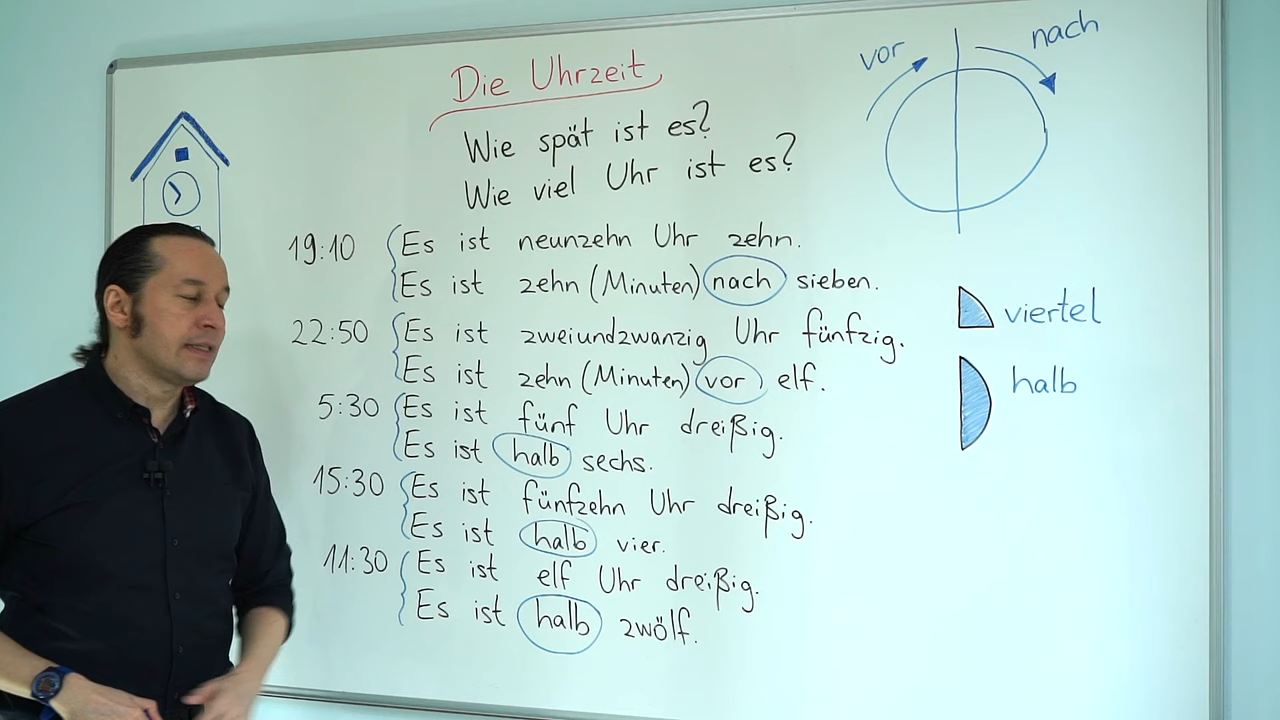 Die Uhrzeit
Wie spät ist es?
Wie viel Uhr ist es?
vor
nach
19:10 Es ist neunzehn Uhr zehn.
Es ist zehn (Minuten) nach sieben.
22:50 Es ist zweiundzwanzig Uhr fünfzig.
Es ist zehn (Minuten) vor elf.
5:30 Es ist fünf Uhr dreißig.
Es ist halb sechs.
15:30 Es ist fünfzehn Uhr dreißig.
Es ist halb vier.
11:30 Es ist elf Uhr dreißig.
Es ist halb zwölf.
viertel
halb